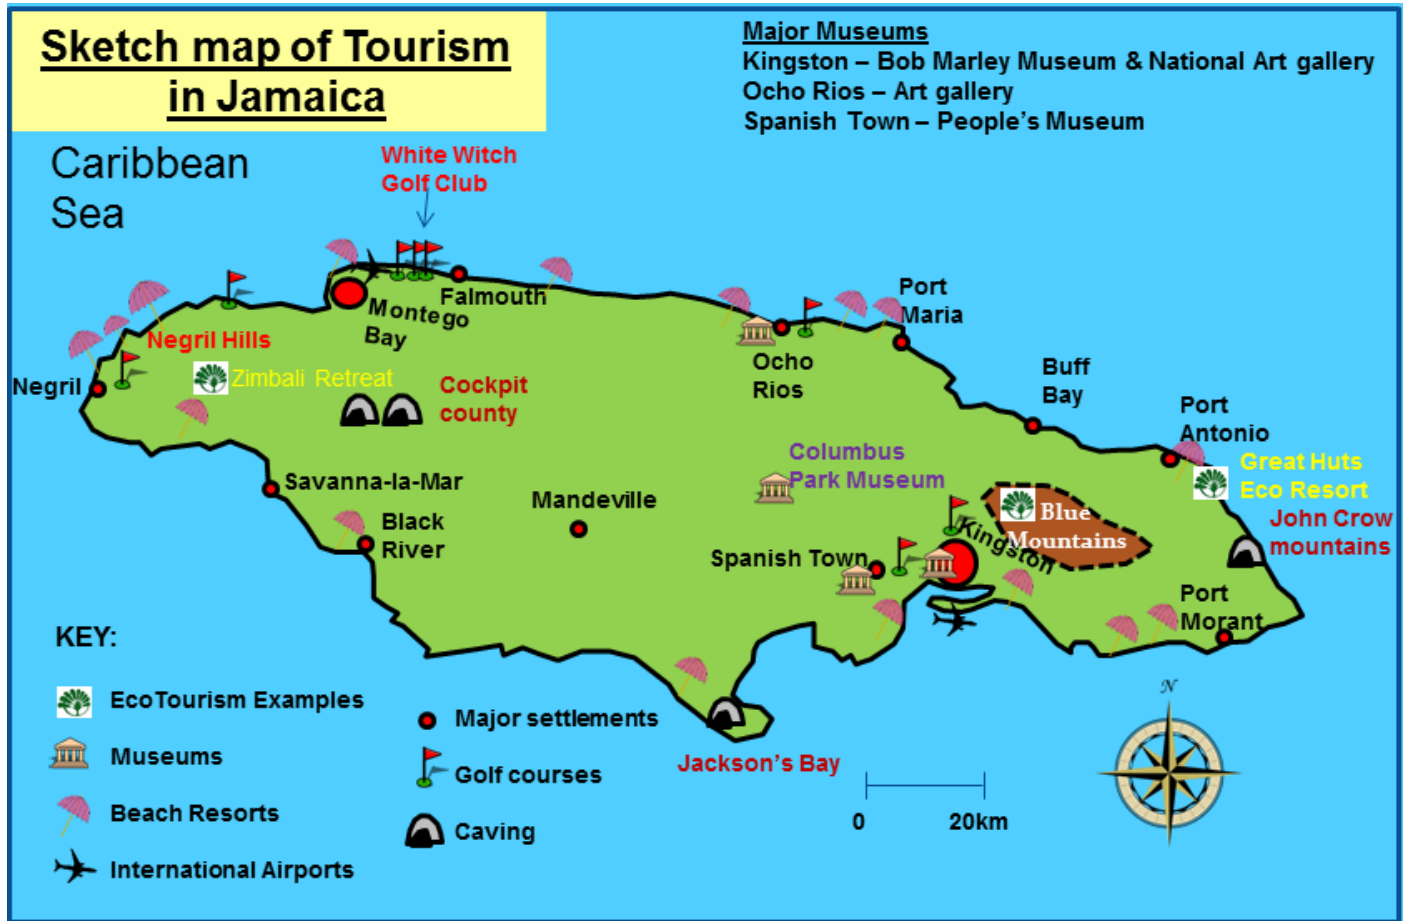 Sketch map of Tourism
in Jamaica
Major Museums
Kingston – Bob Marley Museum & National Art gallery
Ocho Rios – Art gallery
Spanish Town – People's Museum
Caribbean
Sea
White Witch
Golf Club
Falmouth
Montego
Bay
Port
Maria
Negril Hills
Negril
Zimbali Retreat
Cockpit
county
Ocho
Rios
Buff
Bay
Port
Antonio
Great Huts
Eco Resort
John Crow
mountains
Columbus
Park Museum
Savanna-la-Mar
Mandeville
Black
River
Blue
Mountains
Kingston
Spanish Town
Port
Morant
Jackson's Bay
KEY:
EcoTourism Examples
Museums
Beach Resorts
International Airports
Major settlements
Golf courses
Caving
0 20km
N